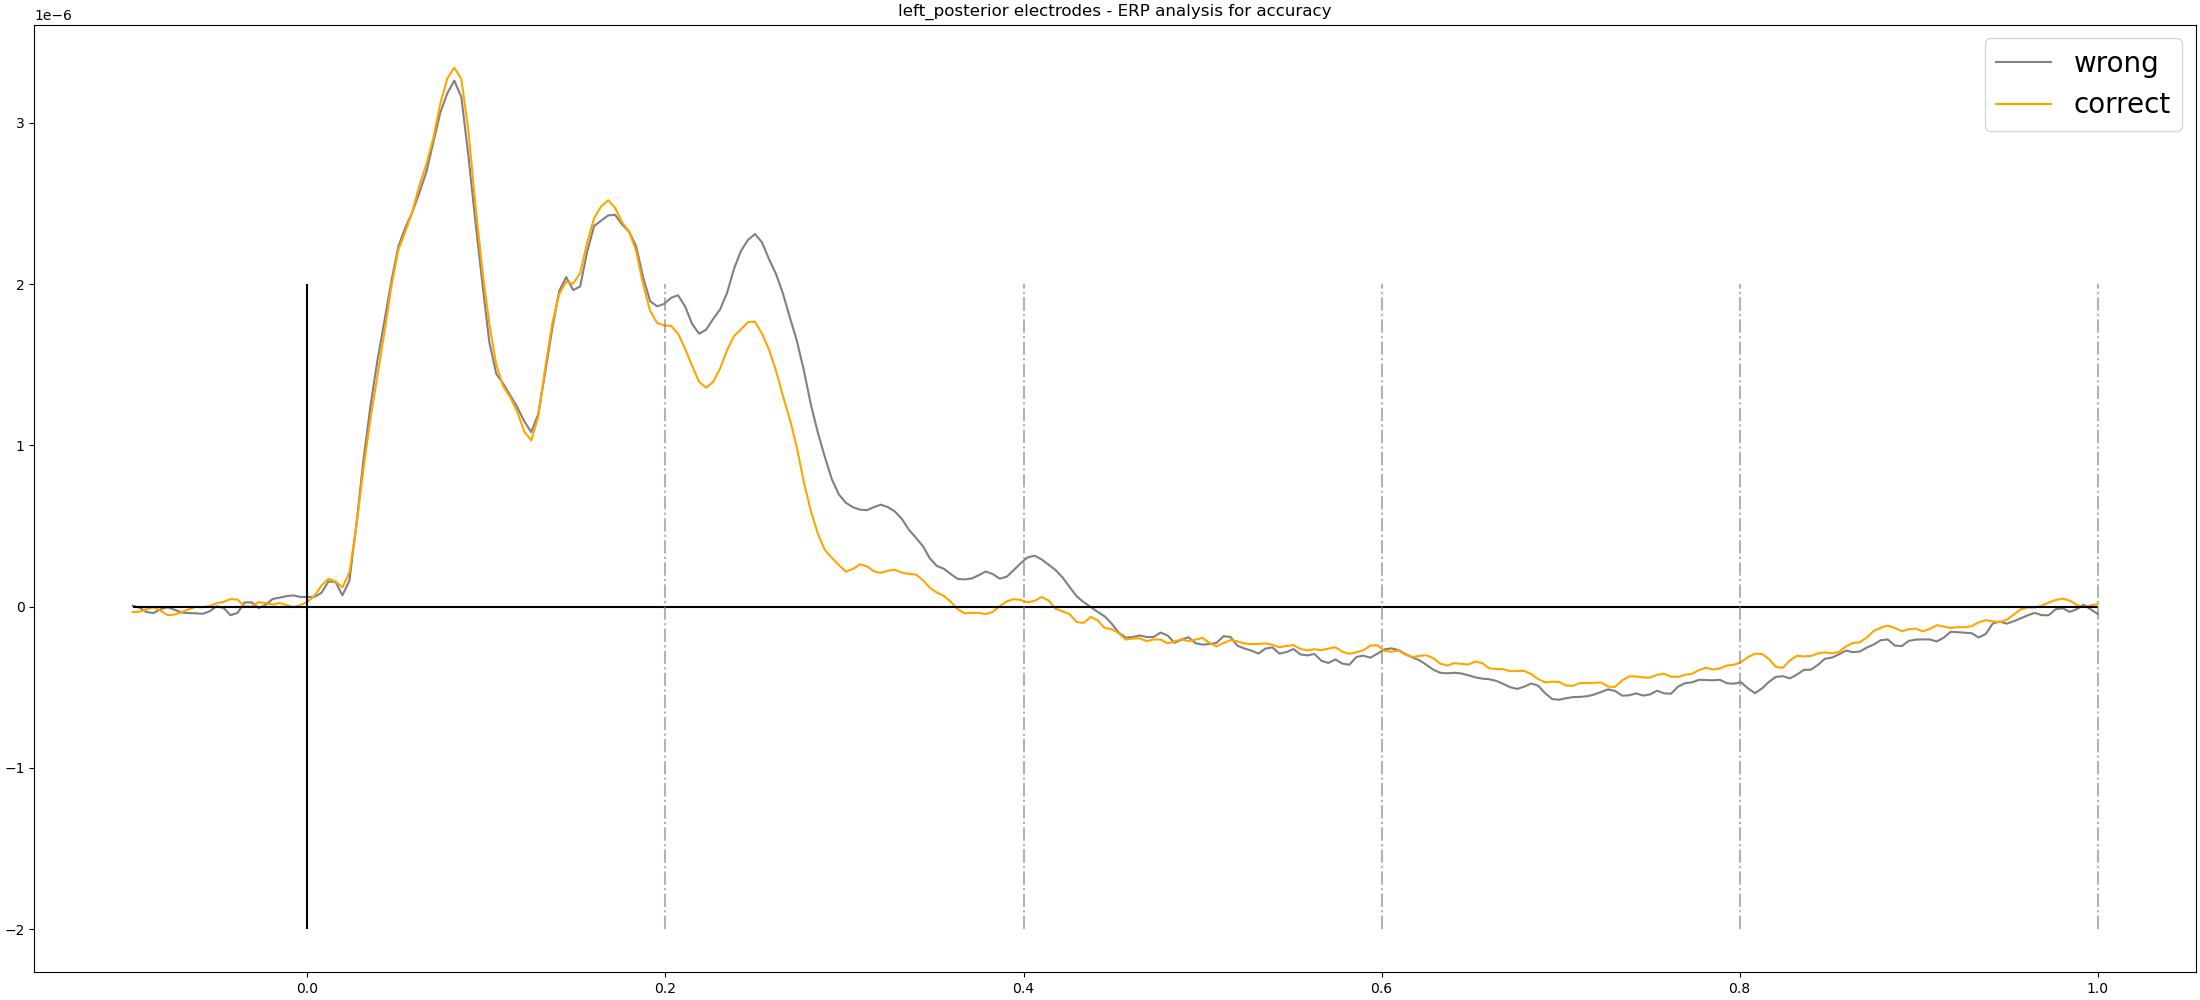 left_posterior electrodes - ERP analysis for accuracy
1e−6
wrong
correct
3
2
1
0
−1
−2
0.0 0.2 0.4 0.6 0.8 1.0